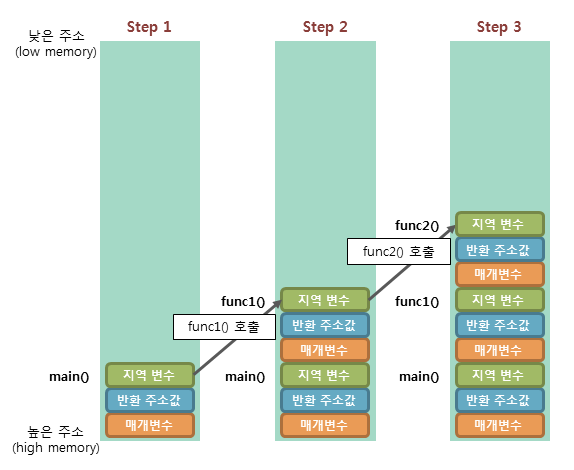 Step 1
Step 2
Step 3
낮은 주소
(low memory)
func2()
지역 변수
func2() 호출
반환 주소값
매개변수
func1()
지역 변수
func1()
지역 변수
func1() 호출
반환 주소값
반환 주소값
매개변수
매개변수
main()
지역 변수
main()
지역 변수
main()
지역 변수
반환 주소값
반환 주소값
반환 주소값
높은 주소
(high memory)
매개변수
매개변수
매개변수